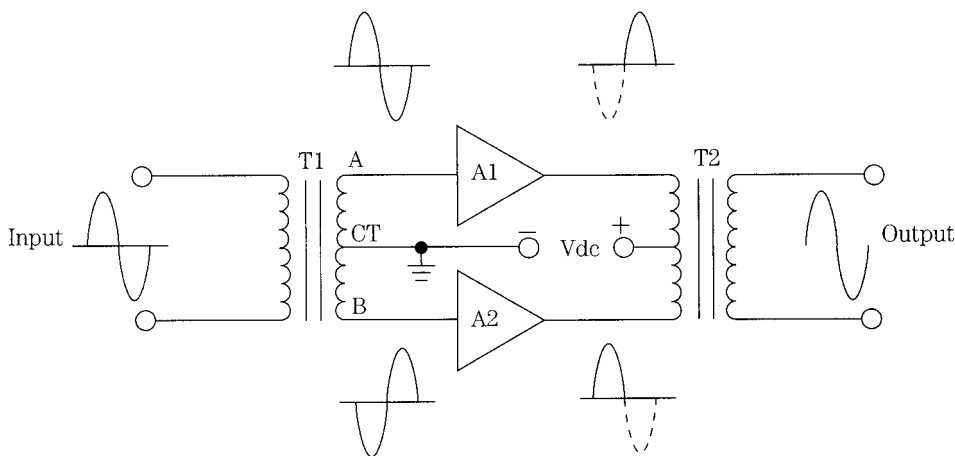 T1
A
A1
T2
Input
CT
−
Vdc
+
Output
B
A2